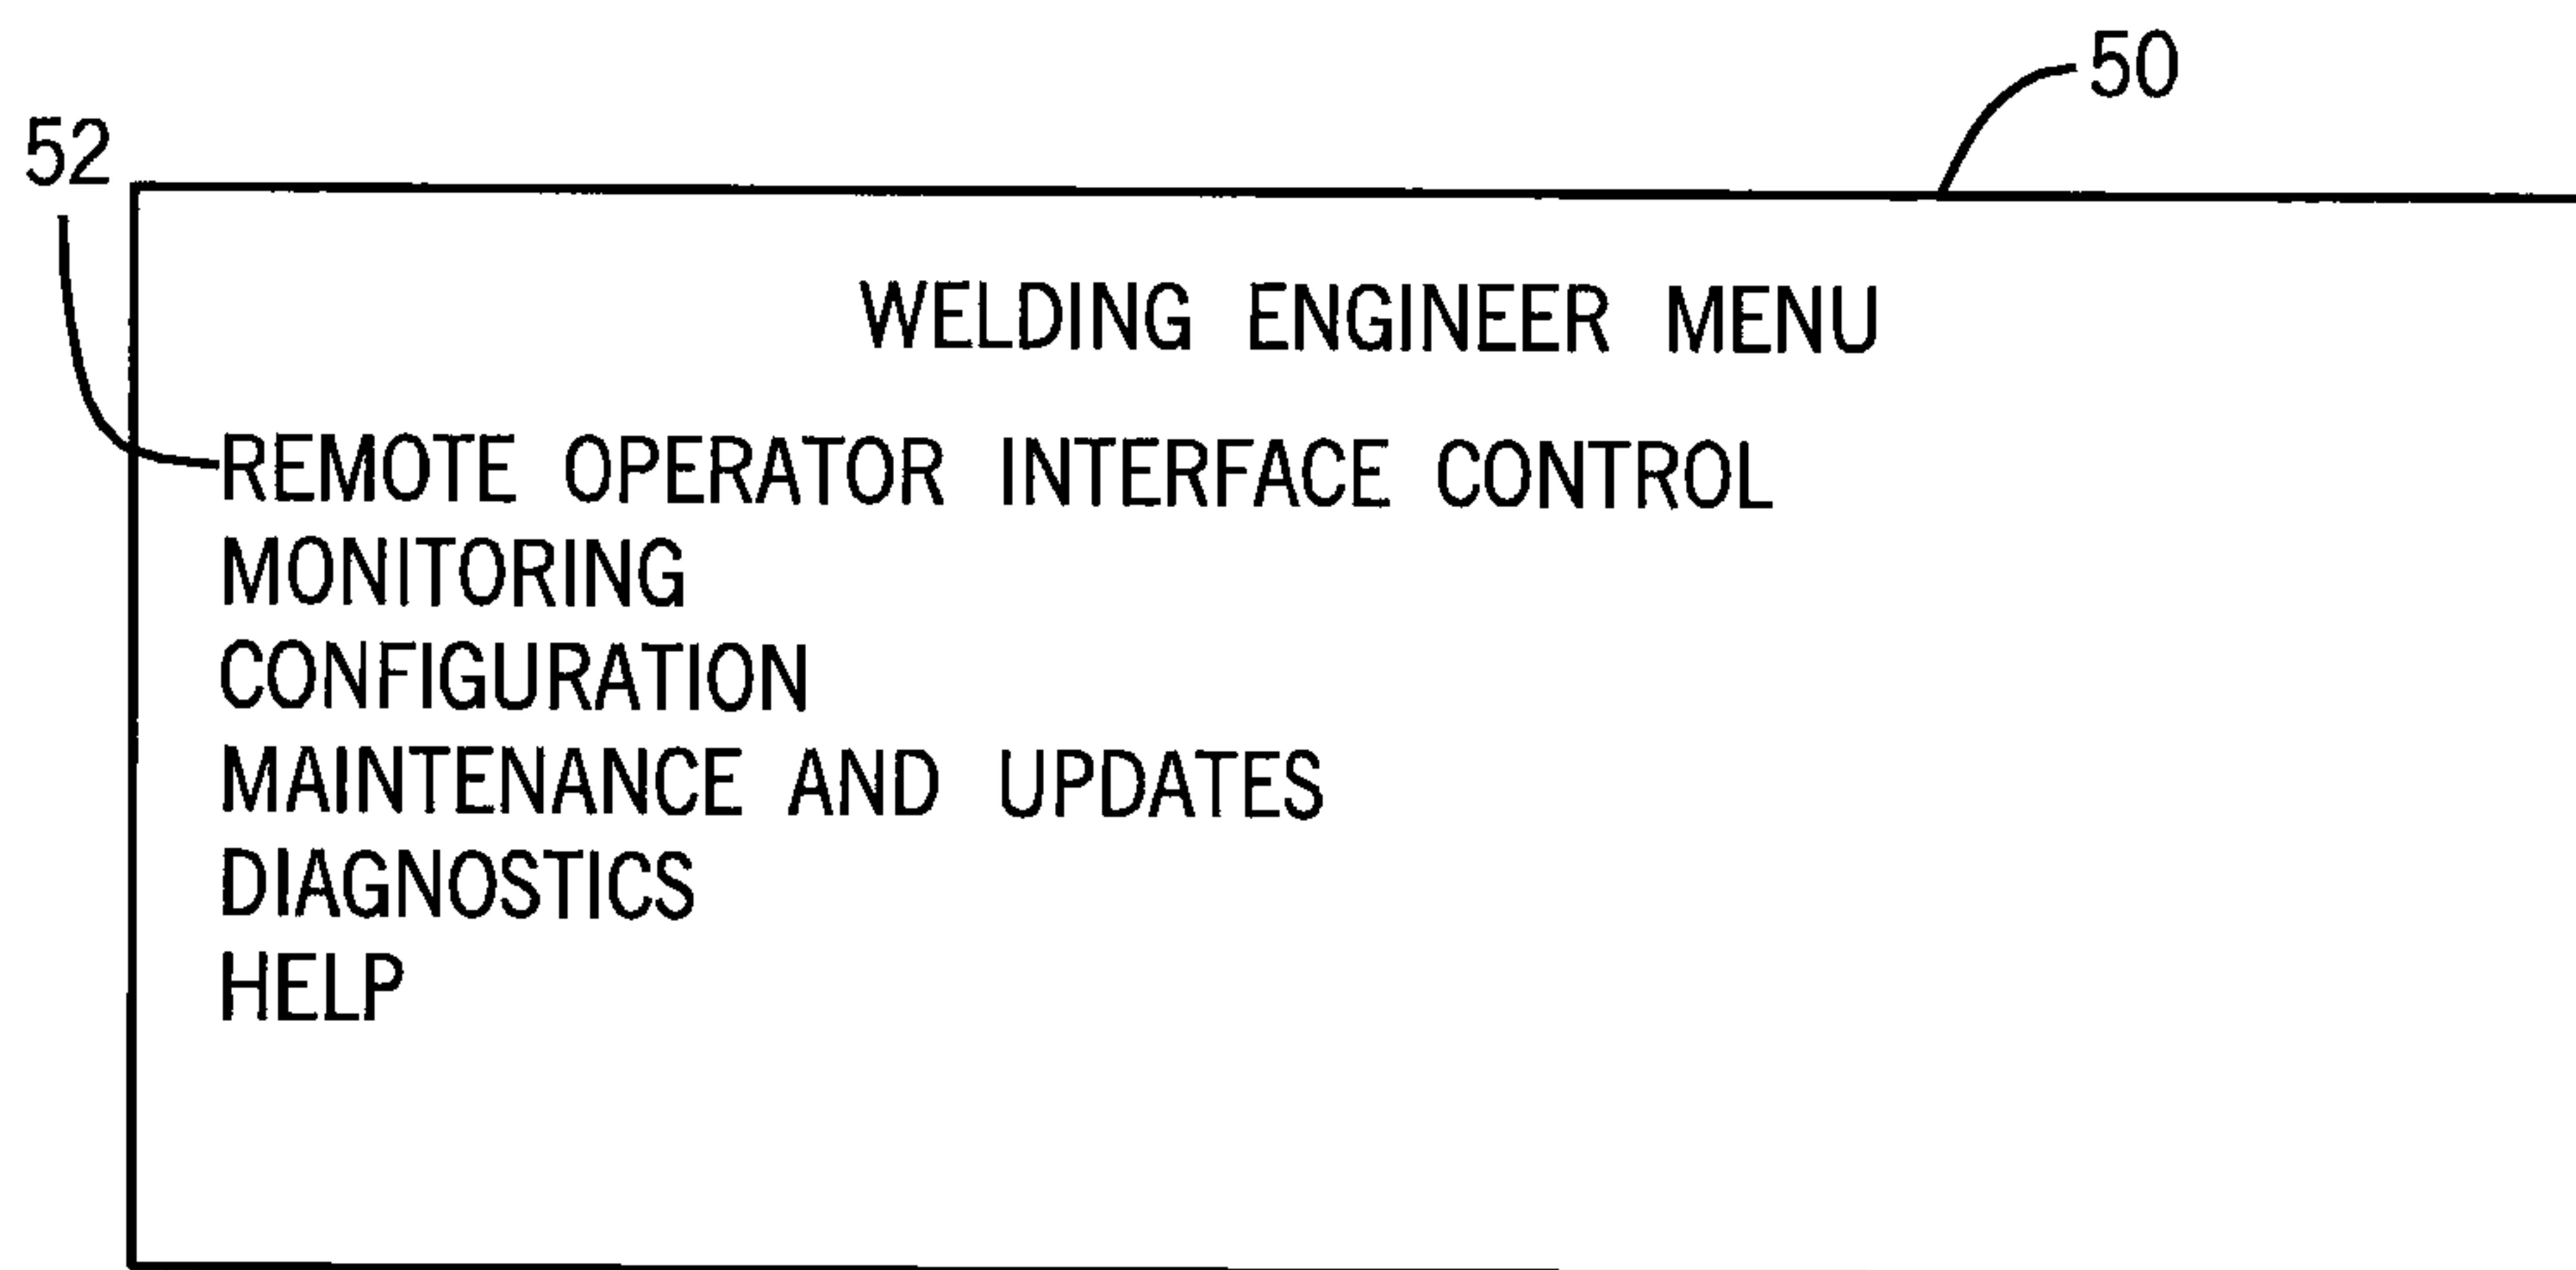 50
52
WELDING ENGINEER MENU
REMOTE OPERATOR INTERFACE CONTROL
MONITORING
CONFIGURATION
MAINTENANCE AND UPDATES
DIAGNOSTICS
HELP